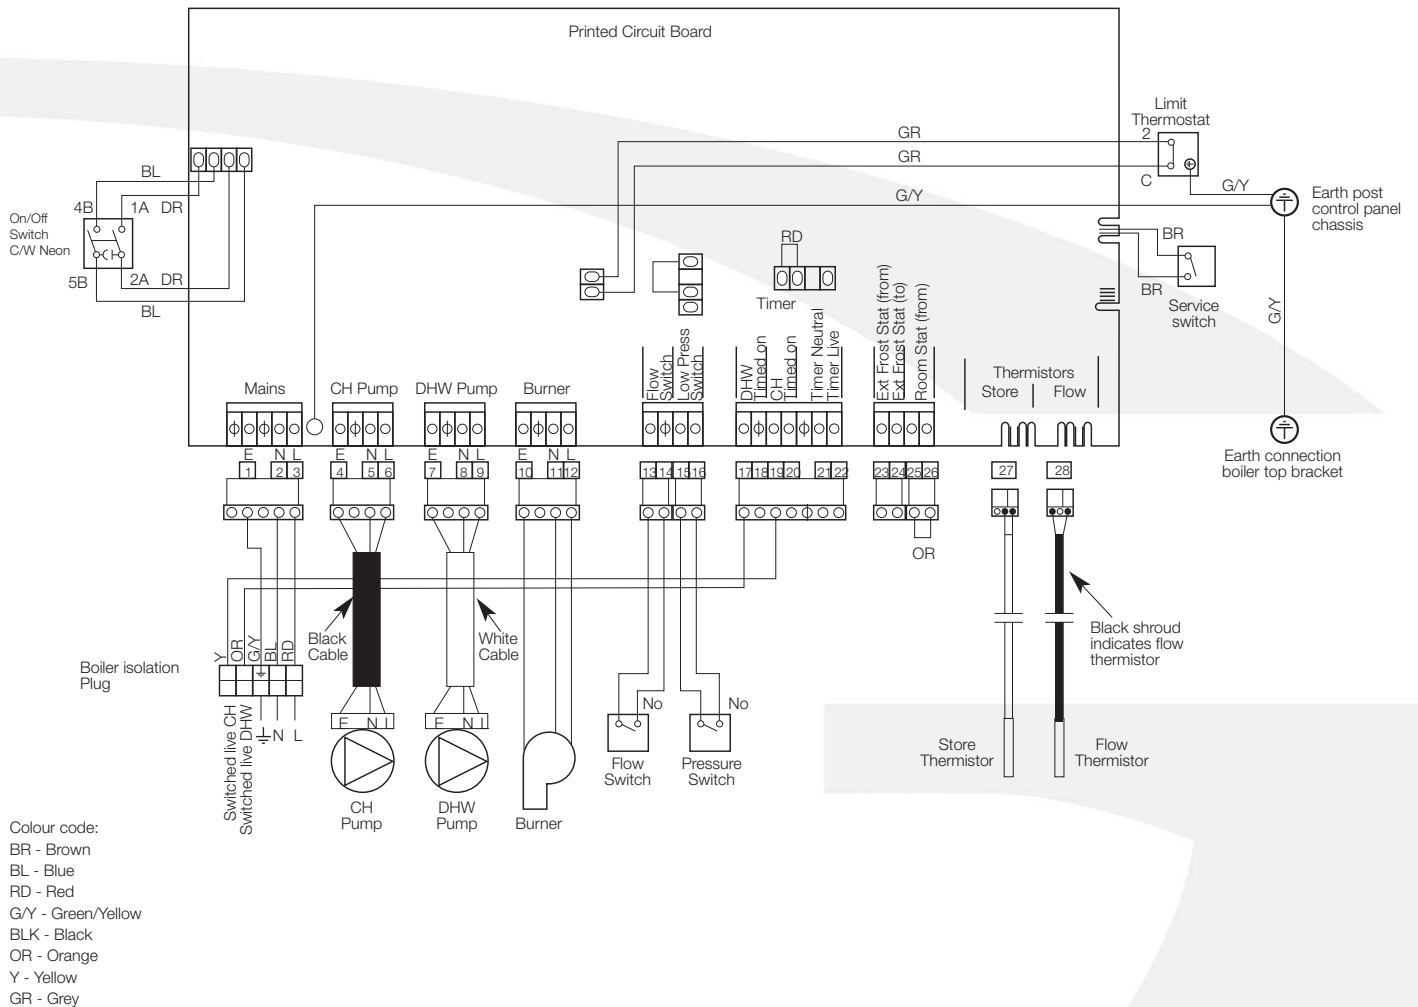 Printed Circuit Board
Limit
Thermostat
2
GR
GR
C
G/Y
G/Y
Earth post
control panel
chassis
BL
4B
1A DR
On/Off
Switch
C/W Neon
5B
2A DR
BL
BR
BR
Service
switch
G/Y
RD
Timer
Mains
CH Pump
DHW Pump
Burner
Flow
Switch
Low Press
Switch
DHW
Timed on
CH
Timed on
Timer Neutral
Timer Live
Ext Frost Stat (from)
Ext Frost Stat (to)
Room Stat (from)
Thermistors
Store
Flow
E N L
E N L
E N L
E N L
1 2 3 4 5 6 7 8 9 10 11 12 13 14 15 16 17 18 19 20 21 22 23 24 25 26 27 28
Earth connection
boiler top bracket
OR
Black
Cable
White
Cable
Black shroud
indicates flow
thermistor
Boiler isolation
Plug
Y
OR
G/Y
BL
RD
Switched live CH
Switched live DHW
N L
E N L
E N L
No
No
CH
Pump
DHW
Pump
Burner
Flow
Switch
Pressure
Switch
Store
Thermistor
Flow
Thermistor
Colour code:
BR - Brown
BL - Blue
RD - Red
G/Y - Green/Yellow
BLK - Black
OR - Orange
Y - Yellow
GR - Grey